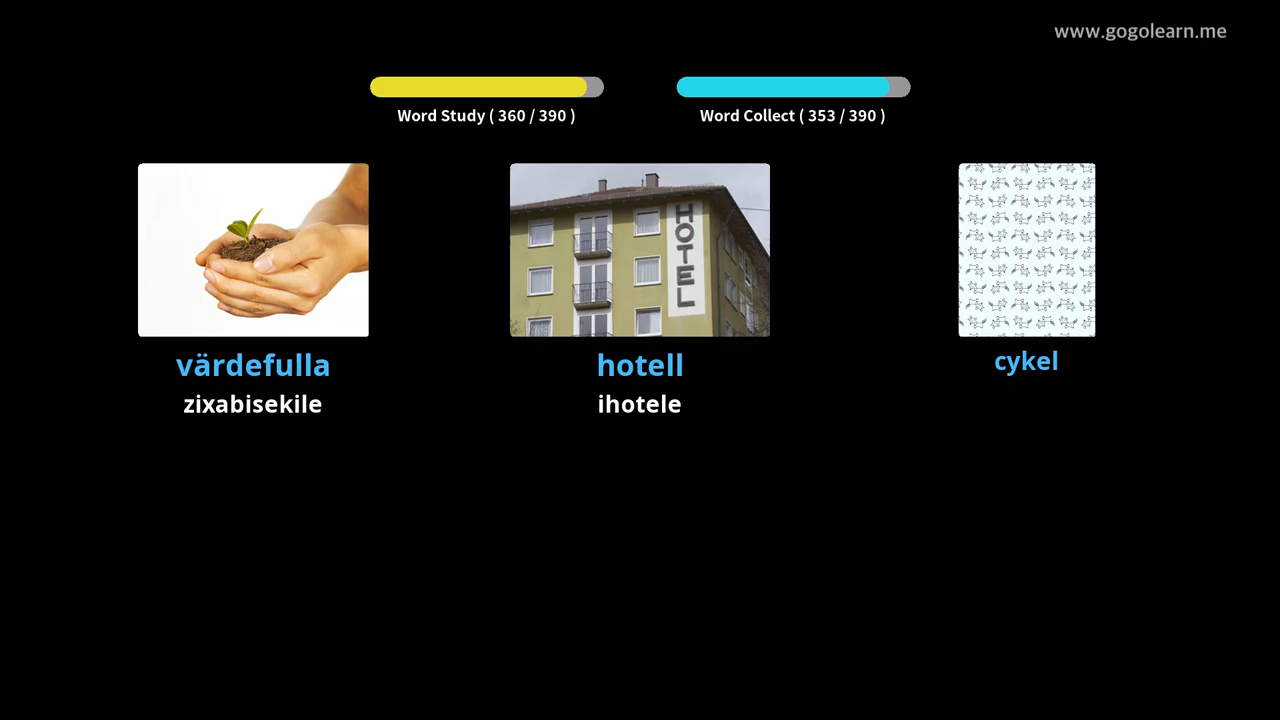 www.gogolearn.me
Word Study ( 360 / 390 )
Word Collect ( 353 / 390 )
HOTEL
värdefulla
hotell
cykel
zixabisekile
ihotele